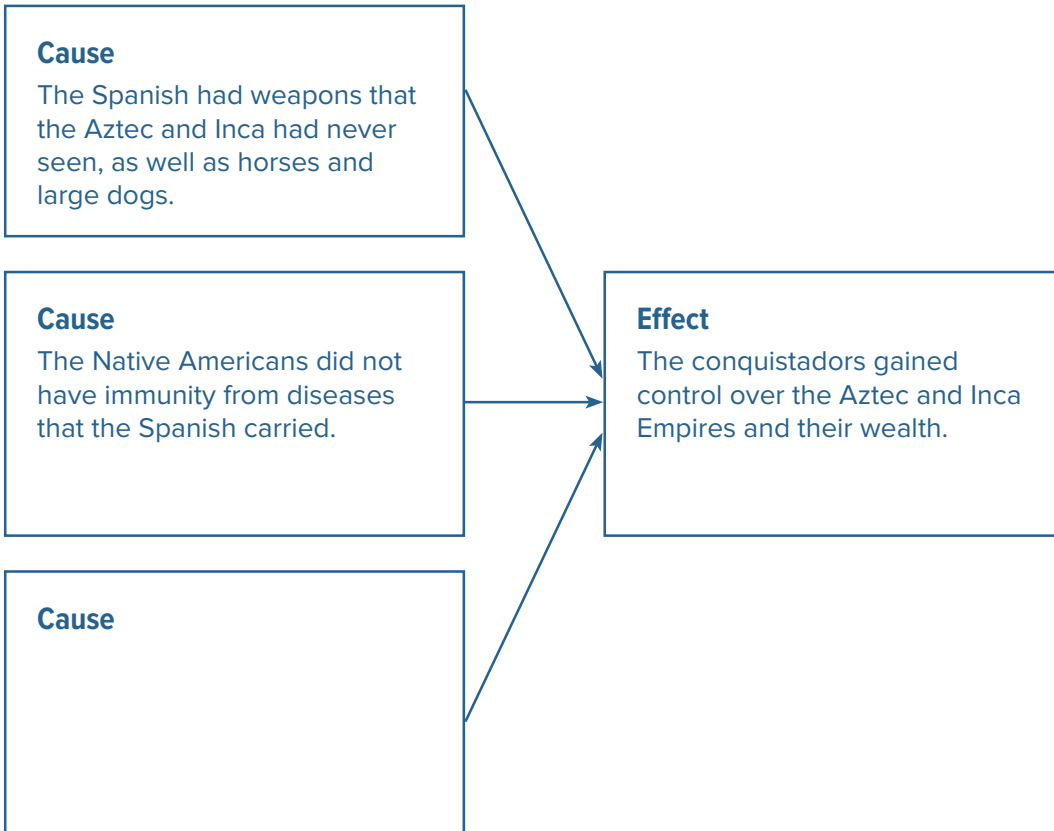 Cause
The Spanish had weapons that
the Aztec and Inca had never
seen, as well as horses and
large dogs.
Cause
The Native Americans did not
have immunity from diseases
that the Spanish carried.
Effect
The conquistadors gained
control over the Aztec and Inca
Empires and their wealth.
Cause